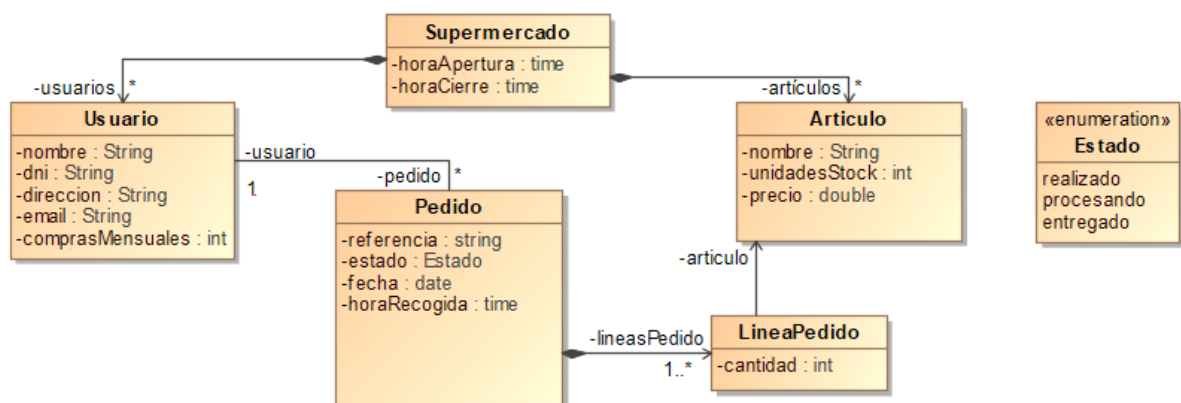 Supermercado
-horaApertura : time
-horaCierre : time
-usuarios *
-artículos *
Usuario
-nombre : String
-dni : String
-direccion : String
-email : String
-comprasMensuales : int
-usuario
1
-pedido *
Pedido
-referencia : string
-estado : Estado
-fecha : date
-horaRecogida : time
Articulo
-nombre : String
-unidadesStock : int
-precio : double
«enumeration»
Estado
realizado
procesando
entregado
-articulo
-lineasPedido
1..*
LineaPedido
-cantidad : int